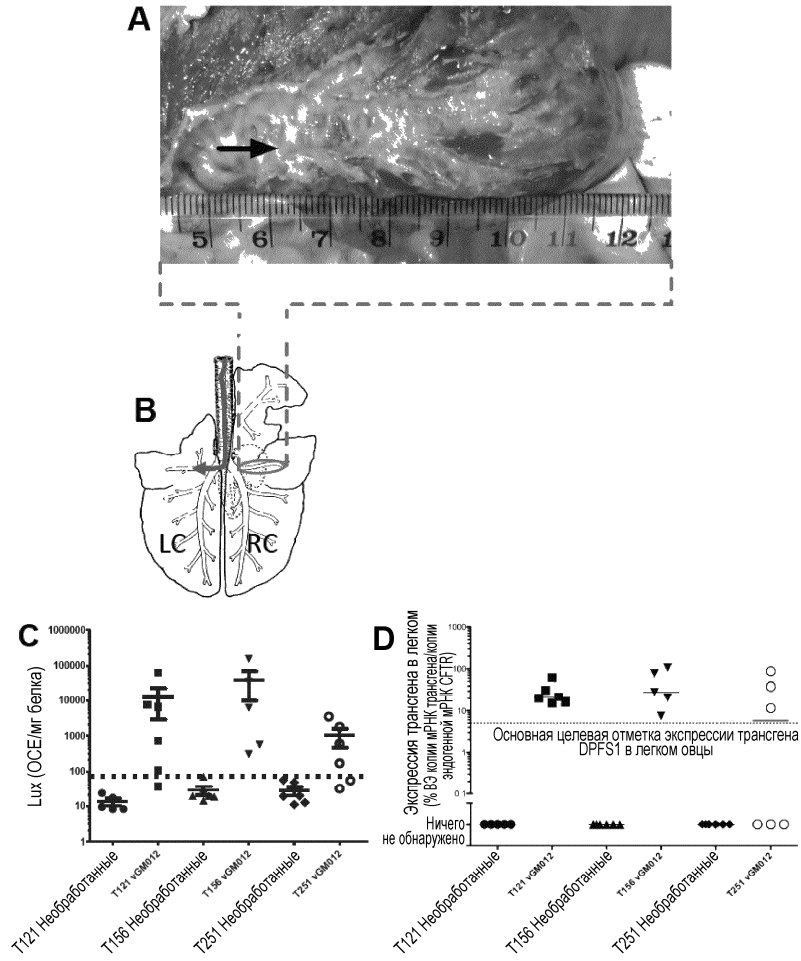 A
5 6 7 8 9 10 11 12 1
B
LC RC
C
Lux (ОСЕ/мг белка)
1000000
100000
10000
1000
100
10
1
T121 Необработанные
T121 vGM012
T156 Необработанные
T156 vGM012
T251 Необработанные
T251 vGM012
D
Экспрессия трансгена в легком
(% ВЭ копии мРНК трансгена/копии
эндогенной мРНК CFTR)
1000
100
10
1
0.1
Основная целевая отметка экспрессии трансгена
DPFS1 в легком овцы
Ничего
не обнаружено
T121 Необработанные
T121 vGM012
T156 Необработанные
T156 vGM012
T251 Необработанные
T251 vGM012